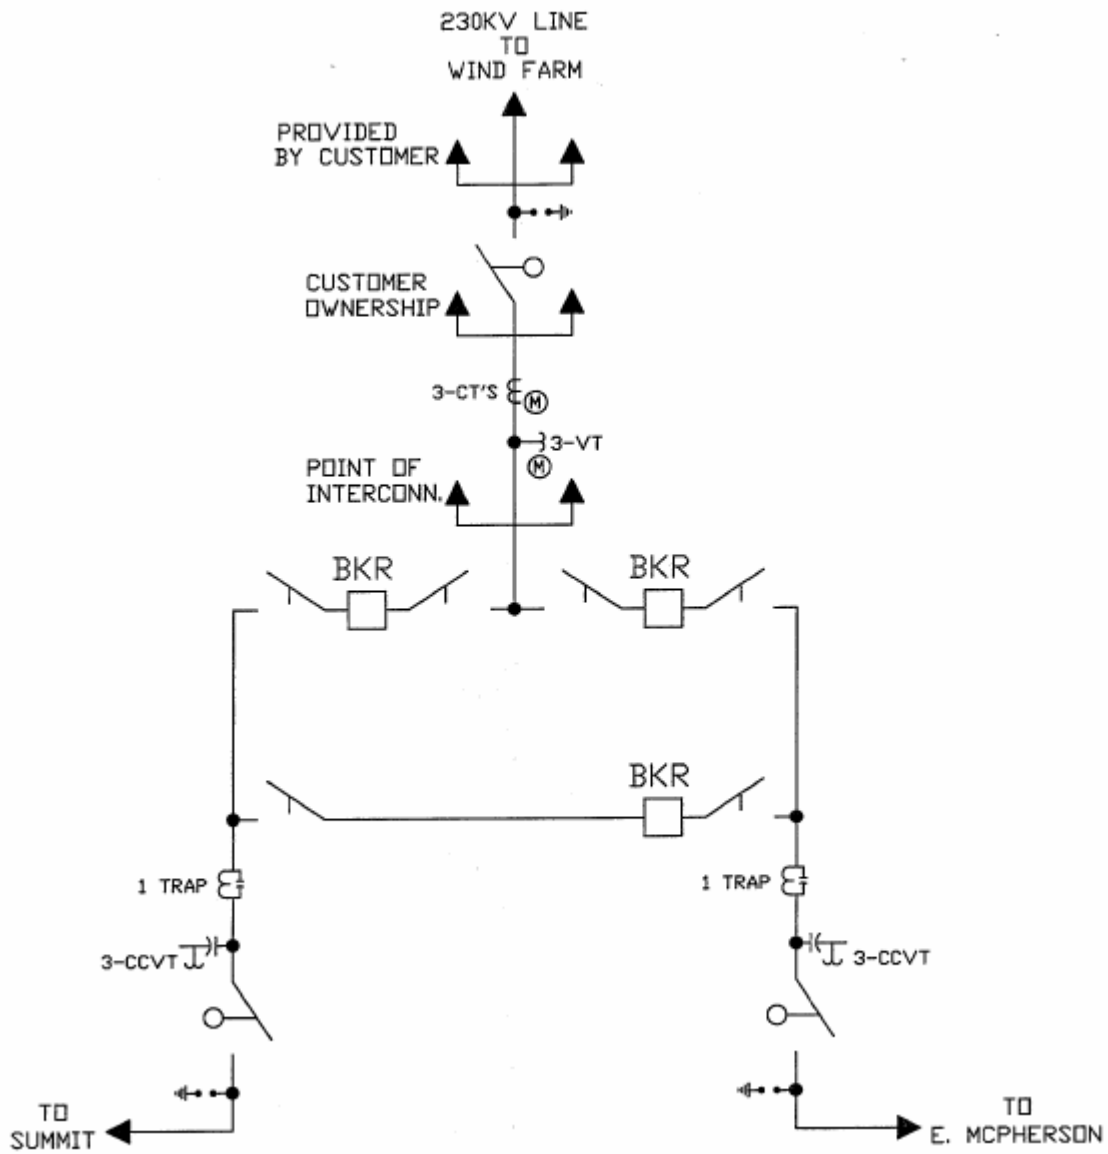 230KV LINE
TO
WIND FARM
PROVIDED
BY CUSTOMER
CUSTOMER
OWNERSHIP
3-CT'S
M
3-VT
M
POINT OF
INTERCONN.
BKR
BKR
BKR
1 TRAP
1 TRAP
3-CCVT
3-CCVT
TO
SUMMIT
TO
E. MCPHERSON